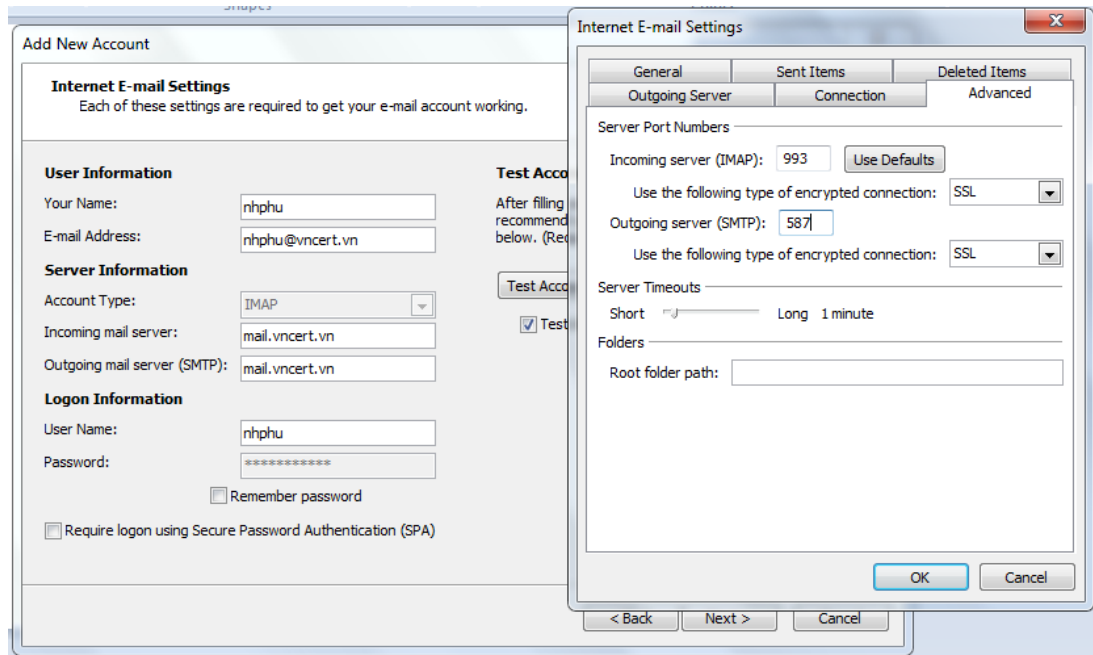 Add New Account
Internet E-mail Settings
Each of these settings are required to get your e-mail account working.
User Information
Your Name:
nhphu
E-mail Address:
nhphu@vncert.vn
Server Information
Account Type:
IMAP
Incoming mail server:
mail.vncert.vn
Outgoing mail server (SMTP):
mail.vncert.vn
Logon Information
User Name:
nhphu
Password:
***********
Remember password
Require logon using Secure Password Authentication (SPA)
Test Acco
After filling
recommend
below. (Rec
Test Acco
Test
< Back
Next >
Cancel
Internet E-mail Settings
General
Sent Items
Deleted Items
Outgoing Server
Connection
Advanced
Server Port Numbers
Incoming server (IMAP):
993
Use Defaults
Use the following type of encrypted connection:
SSL
Outgoing server (SMTP):
587
Use the following type of encrypted connection:
SSL
Server Timeouts
Short
Long
1 minute
Folders
Root folder path:
OK
Cancel